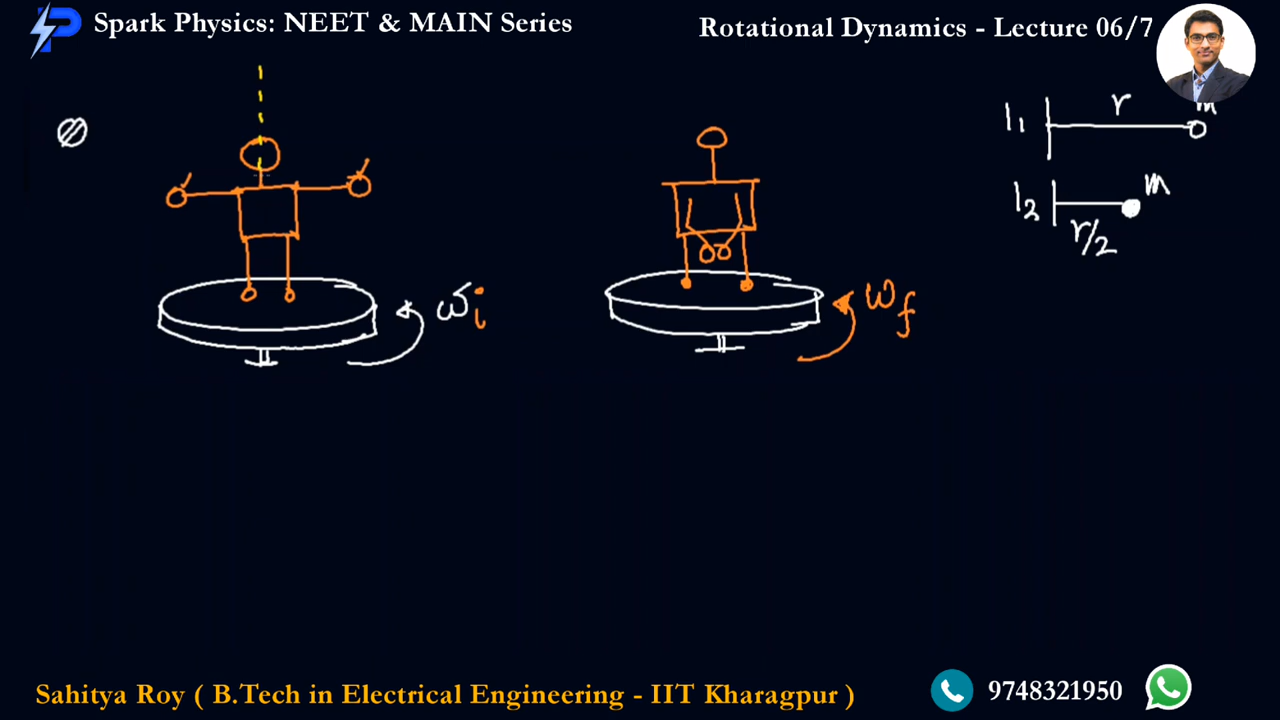 Spark Physics: NEET & MAIN Series
Rotational Dynamics - Lecture 06/7
r
m
I₁
I₂
m
r/2
ωi
ωf
Sahitya Roy ( B.Tech in Electrical Engineering - IIT Kharagpur )
9748321950